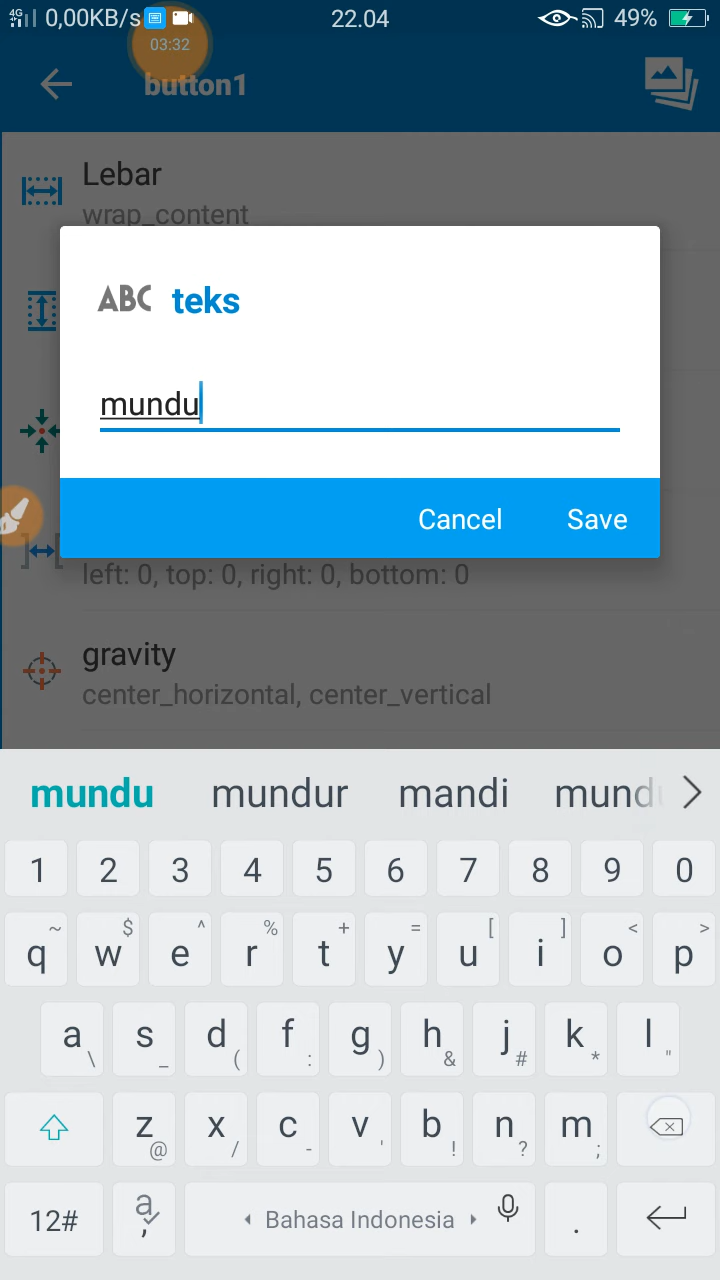 4G 0,00KB/s 22.04 49%
03:32
button1
Lebar
wrap_content
ABC teks
mundu
Cancel Save
left: 0, top: 0, right: 0, bottom: 0
gravity
center_horizontal, center_vertical
mundu mundur mandi mundu
1 2 3 4 5 6 7 8 9 0
~ $ ^ % + = [ ] < >
q w e r t y u i o p
a s d f g h j k l
\ _ ( : ) & # * "
z x c v b n m
@ / - ' ! ? ;
12# a , Bahasa Indonesia .